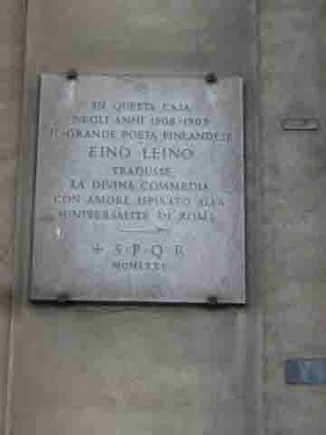 IN QUESTA CASA
NEGLI ANNI 1908-1909
IL GRANDE POETA FINLANDESE
EINO LEINO
TRADUSSE
LA DIVINA COMMEDIA
CON AMORE ISPIRATO ALLA
UNIVERSALITÀ DI ROMA
S·P·Q·R